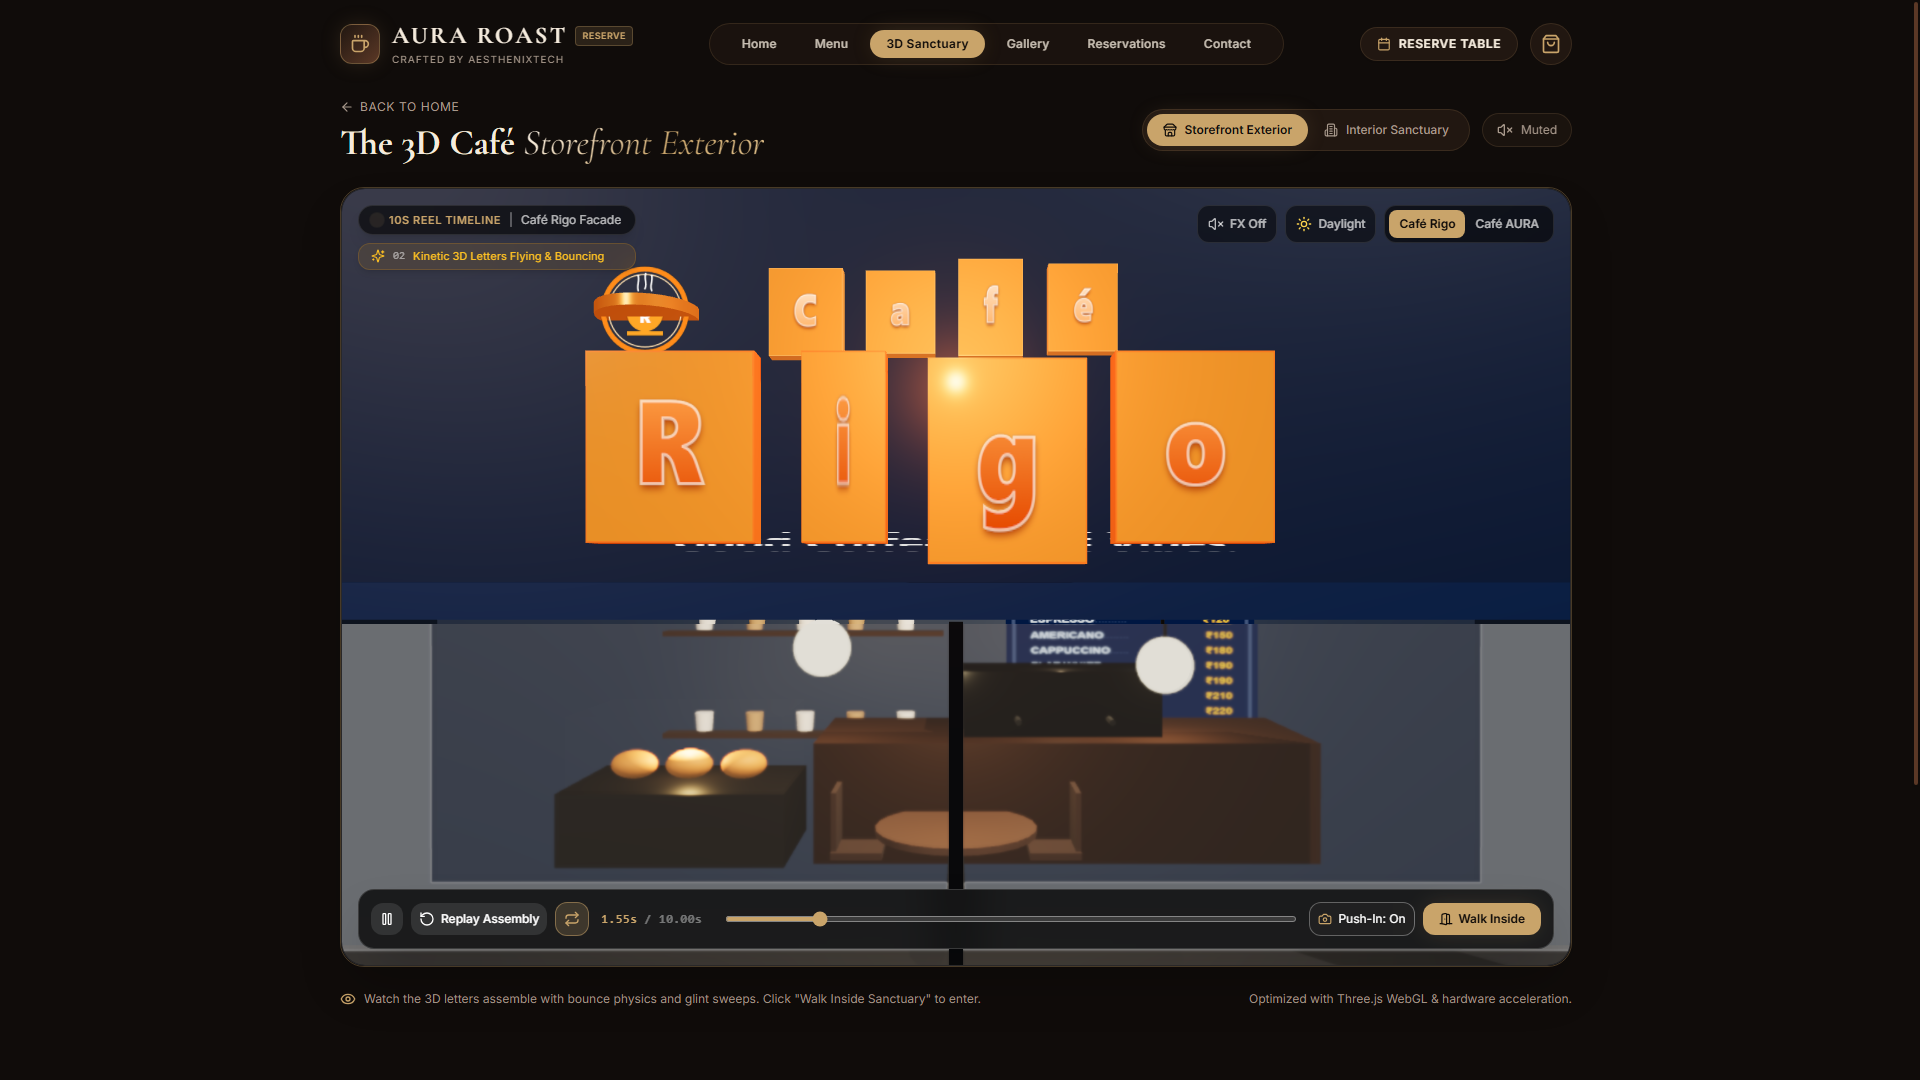 AURA ROAST RESERVE
CRAFTED BY AESTHENIXTECH
Home Menu 3D Sanctuary Gallery Reservations Contact
RESERVE TABLE
BACK TO HOME
The 3D Café Storefront Exterior
Storefront Exterior Interior Sanctuary Muted
10S REEL TIMELINE | Café Rigo Facade
02 Kinetic 3D Letters Flying & Bouncing
FX Off Daylight Café Rigo Café AURA
Café
Rigo
ESPRESSO ₹120
AMERICANO ₹150
CAPPUCCINO ₹180
₹190
₹190
₹210
₹220
Replay Assembly 1.55s / 10.00s Push-In: On Walk Inside
Watch the 3D letters assemble with bounce physics and glint sweeps. Click "Walk Inside Sanctuary" to enter.
Optimized with Three.js WebGL & hardware acceleration.